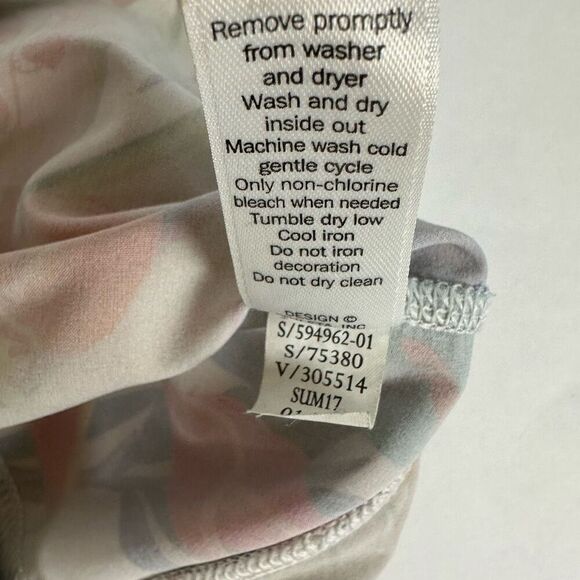 Remove promptly
from washer
and dryer
Wash and dry
inside out
Machine wash cold
gentle cycle
Only non-chlorine
bleach when needed
Tumble dry low
Cool iron
Do not iron
decoration
Do not dry clean
DESIGN ©
INC
S/594962-01
S/75380
V/305514
SUM17